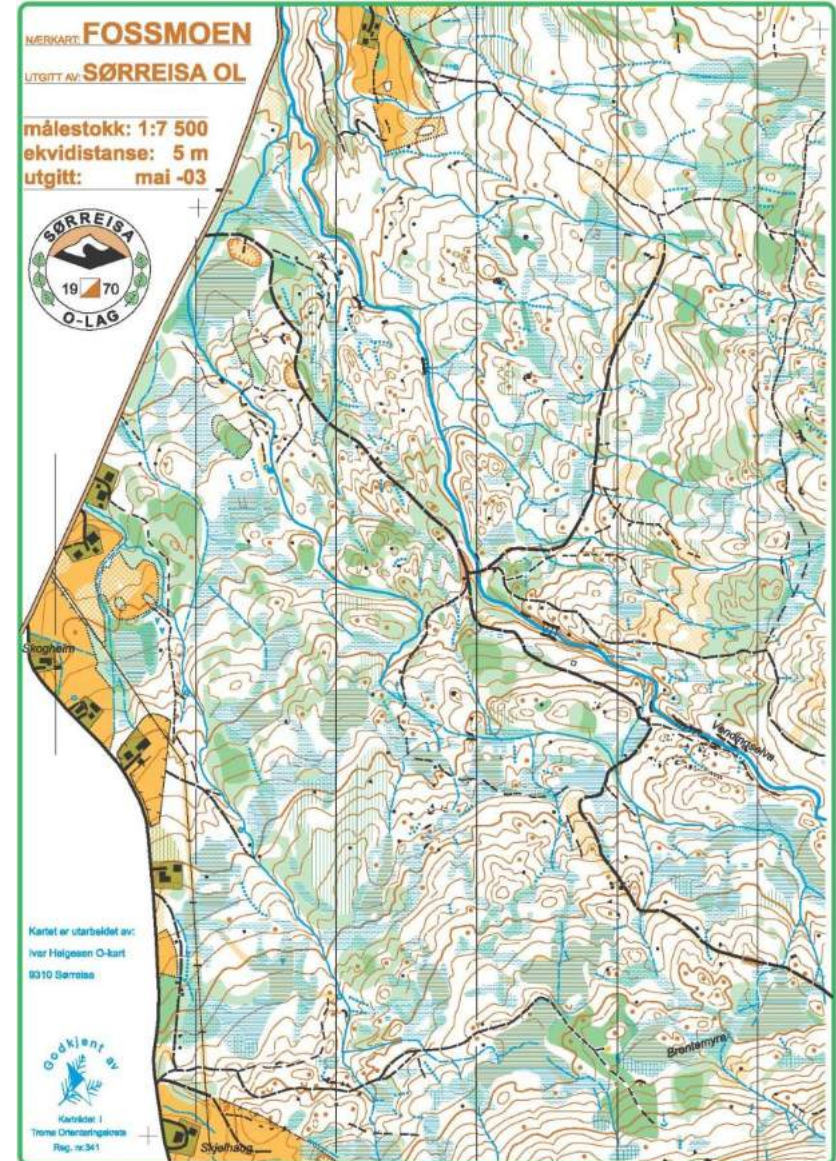 NÆRKART: FOSSMOEN
UTGITT AV: SØRREISA OL
målestokk: 1:7 500
ekvidistanse: 5 m
utgitt: mai -03
SØRREISA
19 70
O-LAG
Skogheim
Vendingselva
Kartet er utarbeidet av:
Ivar Helgesen O-kart
9310 Sørreisa
Brentemyra
Godkjent av
Kartrådet i
Troms Orienteringskrets
Reg. nr.341
Skjelhaug